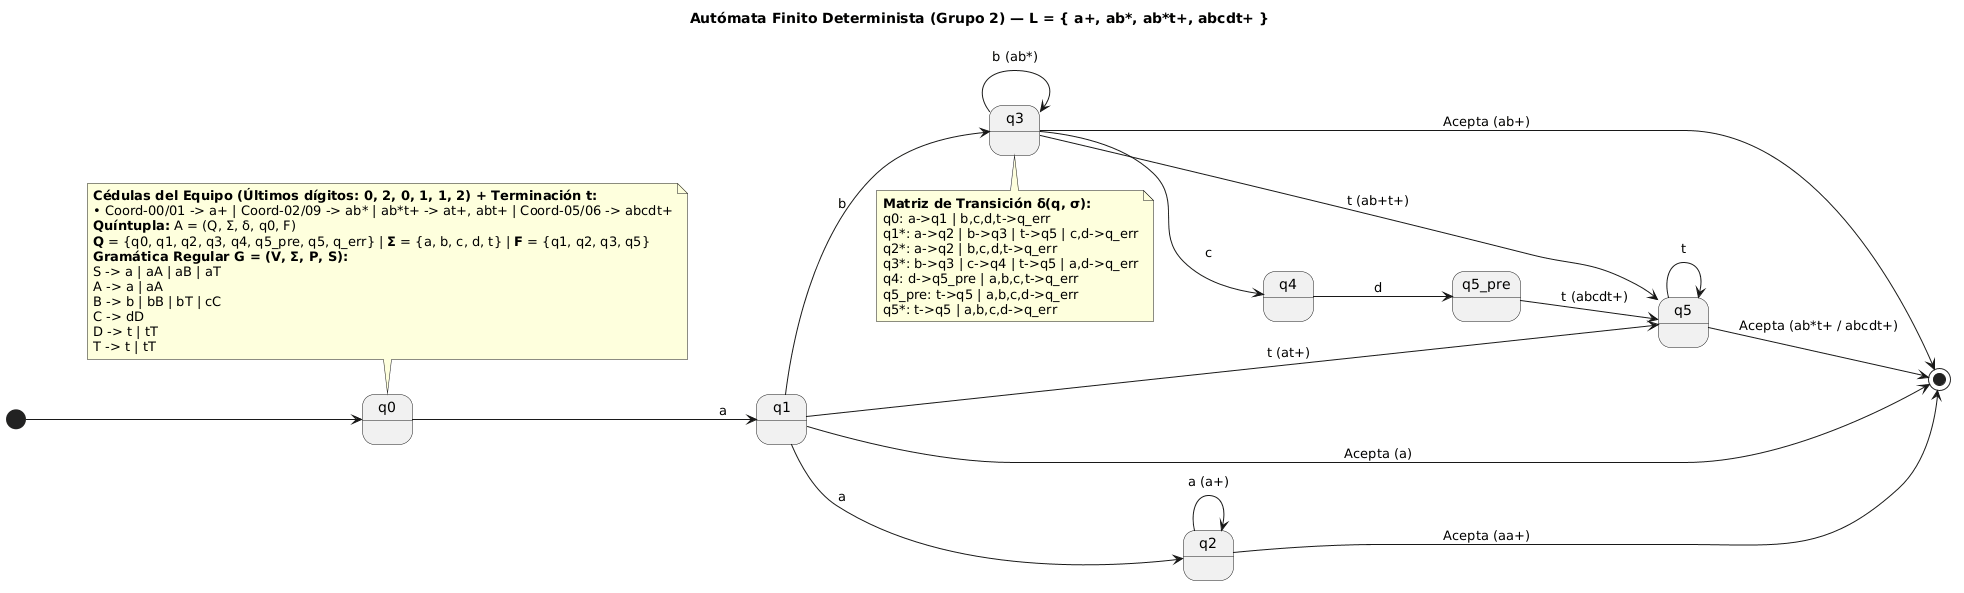 Autómata Finito Determinista (Grupo 2) — L = { a+, ab*, ab*t+, abcdt+ }
b (ab*)
q3
Acepta (ab+)
Cédulas del Equipo (Últimos dígitos: 0, 2, 0, 1, 1, 2) + Terminación t:
• Coord-00/01 -> a+ | Coord-02/09 -> ab* | ab*t+ -> at+, abt+ | Coord-05/06 -> abcdt+
Quíntupla: A = (Q, Σ, δ, q0, F)
Q = {q0, q1, q2, q3, q4, q5_pre, q5, q_err} | Σ = {a, b, c, d, t} | F = {q1, q2, q3, q5}
Gramática Regular G = (V, Σ, P, S):
S -> a | aA | aB | aT
A -> a | aA
B -> b | bB | bT | cC
C -> dD
D -> t | tT
T -> t | tT
b
Matriz de Transición δ(q, σ):
q0: a->q1 | b,c,d,t->q_err
q1*: a->q2 | b->q3 | t->q5 | c,d->q_err
q2*: a->q2 | b,c,d,t->q_err
q3*: b->q3 | c->q4 | t->q5 | a,d->q_err
q4: d->q5_pre | a,b,c,t->q_err
q5_pre: t->q5 | a,b,c,d->q_err
q5*: t->q5 | a,b,c,d->q_err
t (ab+t+)
c
t
q4
d
q5_pre
t (abcdt+)
q5
Acepta (ab*t+ / abcdt+)
t (at+)
q0
a
q1
Acepta (a)
a
a (a+)
q2
Acepta (aa+)